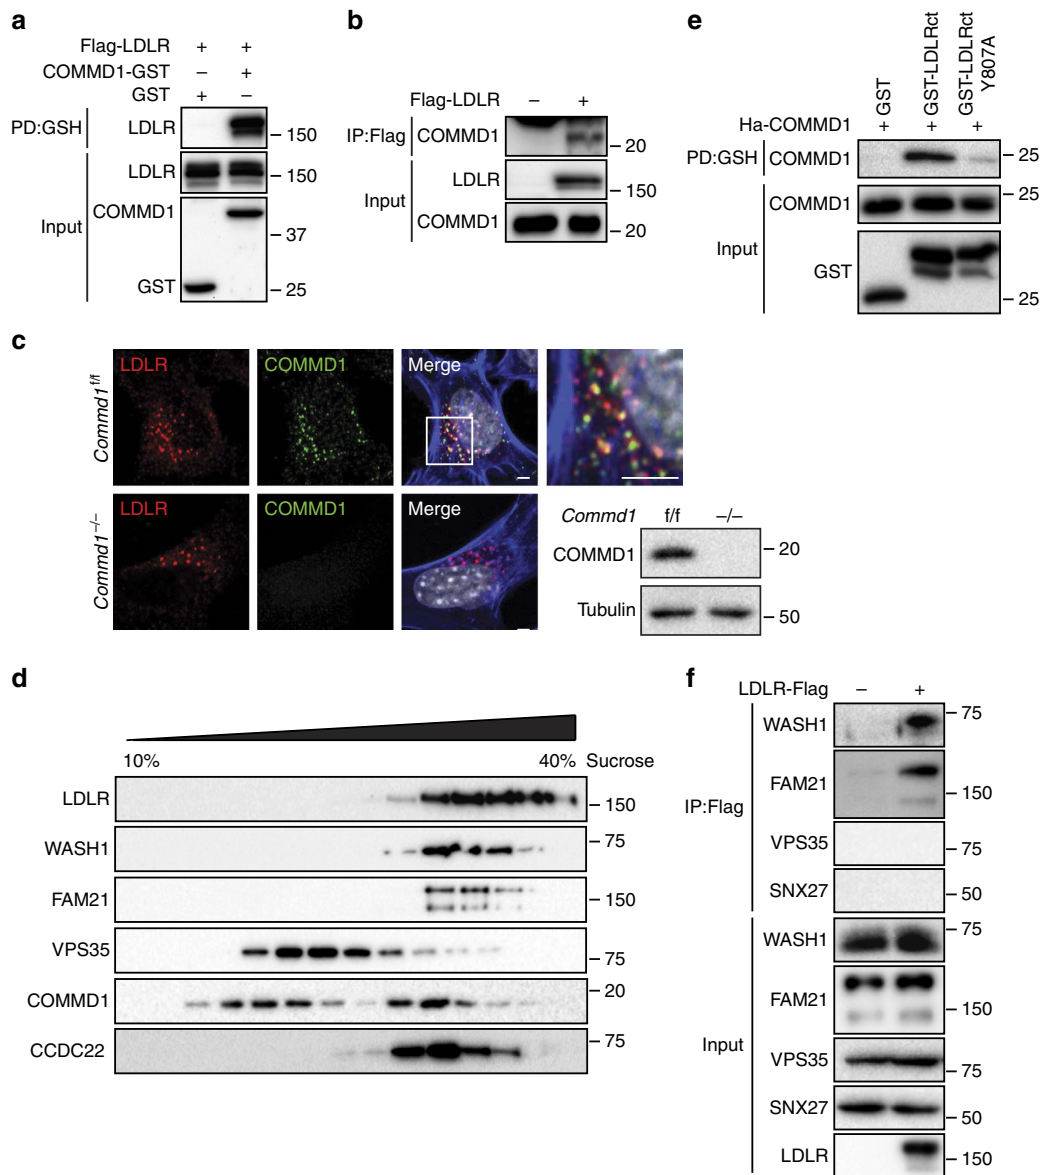 a
Flag-LDLR + +
COMMD1-GST – +
GST + –
PD:GSH LDLR – 150
Input LDLR – 150
COMMD1
– 37
GST – 25
b
Flag-LDLR – +
IP:Flag COMMD1 – 20
Input LDLR – 150
COMMD1 – 20
e
GST
GST-LDLRct
GST-LDLRct Y807A
Ha-COMMD1 + + +
PD:GSH COMMD1 – 25
Input COMMD1 – 25
GST
– 25
c
Commd1f/f
LDLR COMMD1 Merge
Commd1–/–
LDLR COMMD1 Merge
Commd1 f/f –/–
COMMD1 – 20
Tubulin – 50
d
10% 40% Sucrose
LDLR – 150
WASH1 – 75
FAM21 – 150
VPS35 – 75
COMMD1 – 20
CCDC22 – 75
f
LDLR-Flag – +
IP:Flag
WASH1 – 75
FAM21 – 150
VPS35 – 75
SNX27 – 50
Input
WASH1 – 75
FAM21 – 150
VPS35 – 75
SNX27 – 50
LDLR – 150